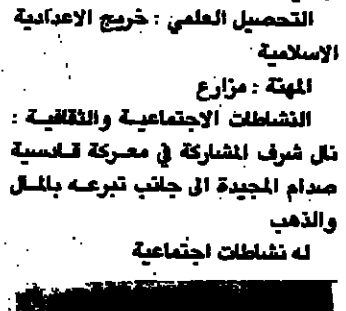 التحصيل العلمي : خريج الاعدادية
الاسلامية
المهنة : مزارع
النشاطات الاجتماعية والثقافية :
نال شرف المشاركة في معركة قادسية
صدام المجيدة الى جانب تبرعه بالمال
والذهب
له نشاطات اجتماعية